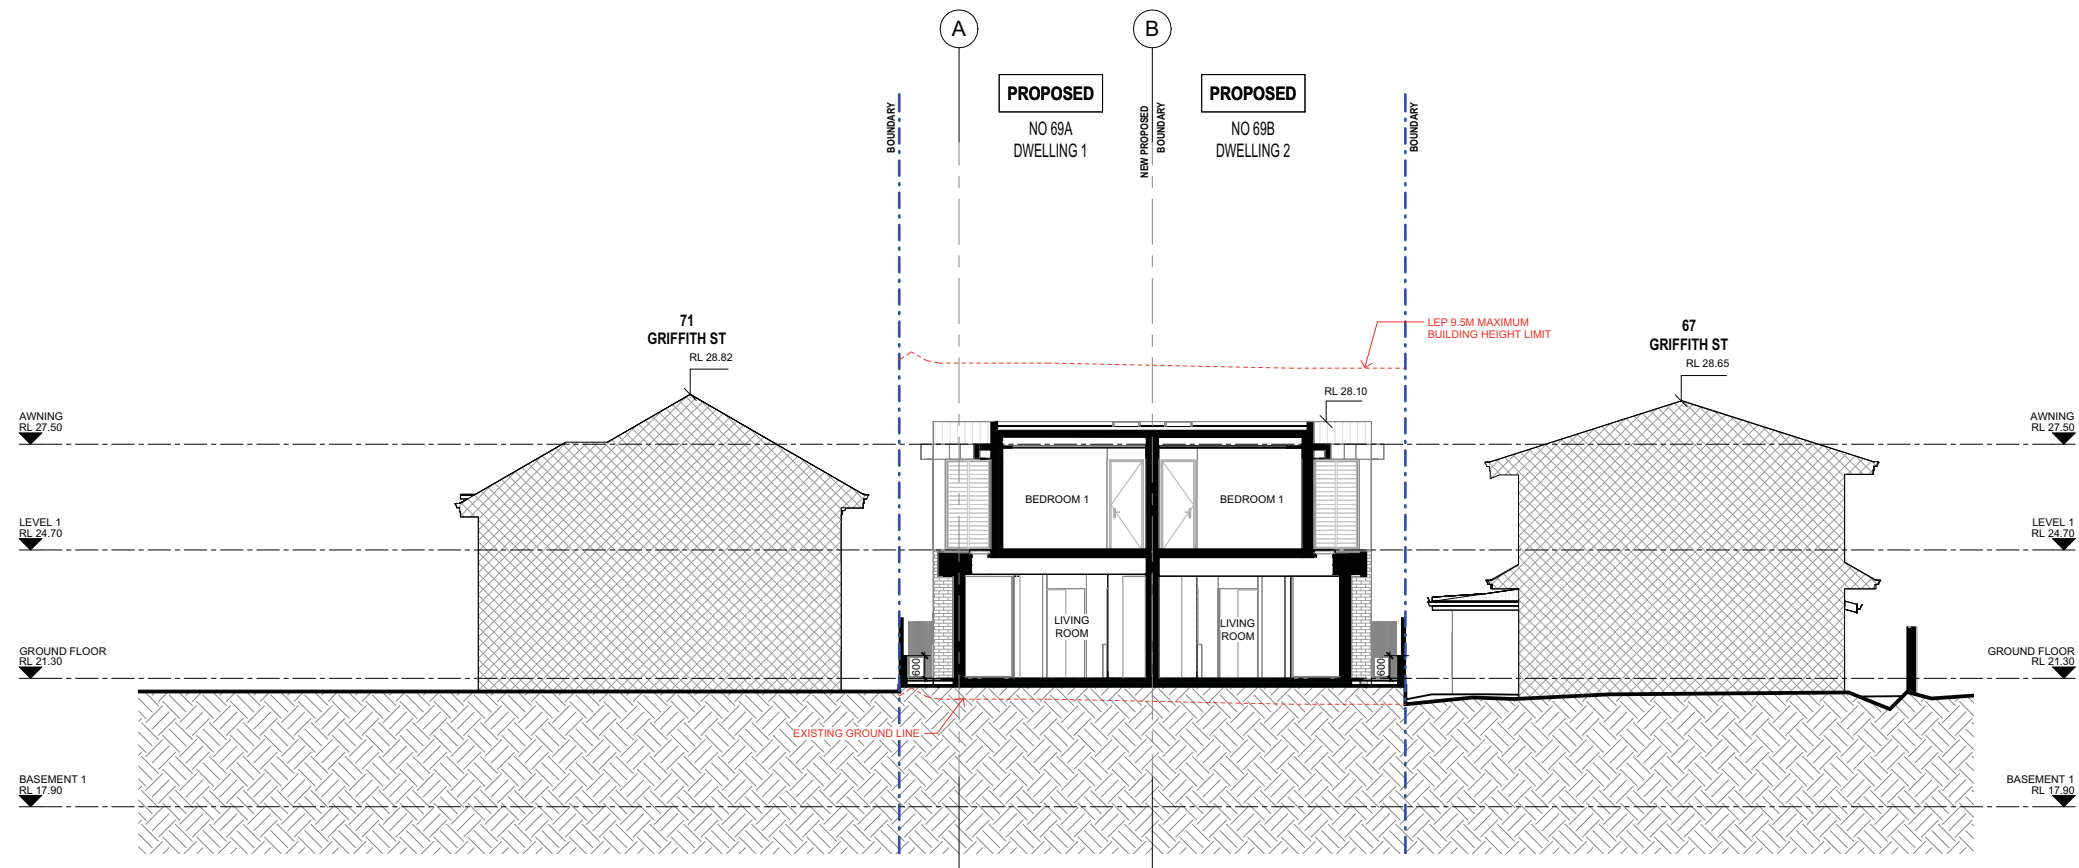 A
B
PROPOSED
PROPOSED
NO 69A
DWELLING 1
NO 69B
DWELLING 2
BOUNDARY
NEW PROPOSED
BOUNDARY
BOUNDARY
71
GRIFFITH ST
RL 28.82
LEP 9.5M MAXIMUM
BUILDING HEIGHT LIMIT
67
GRIFFITH ST
RL 28.65
RL 28.10
AWNING
RL 27.50
AWNING
RL 27.50
BEDROOM 1
BEDROOM 1
LEVEL 1
RL 24.70
LEVEL 1
RL 24.70
LIVING
ROOM
LIVING
ROOM
GROUND FLOOR
RL 21.30
600
600
GROUND FLOOR
RL 21.30
EXISTING GROUND LINE
BASEMENT 1
RL 17.90
BASEMENT 1
RL 17.90